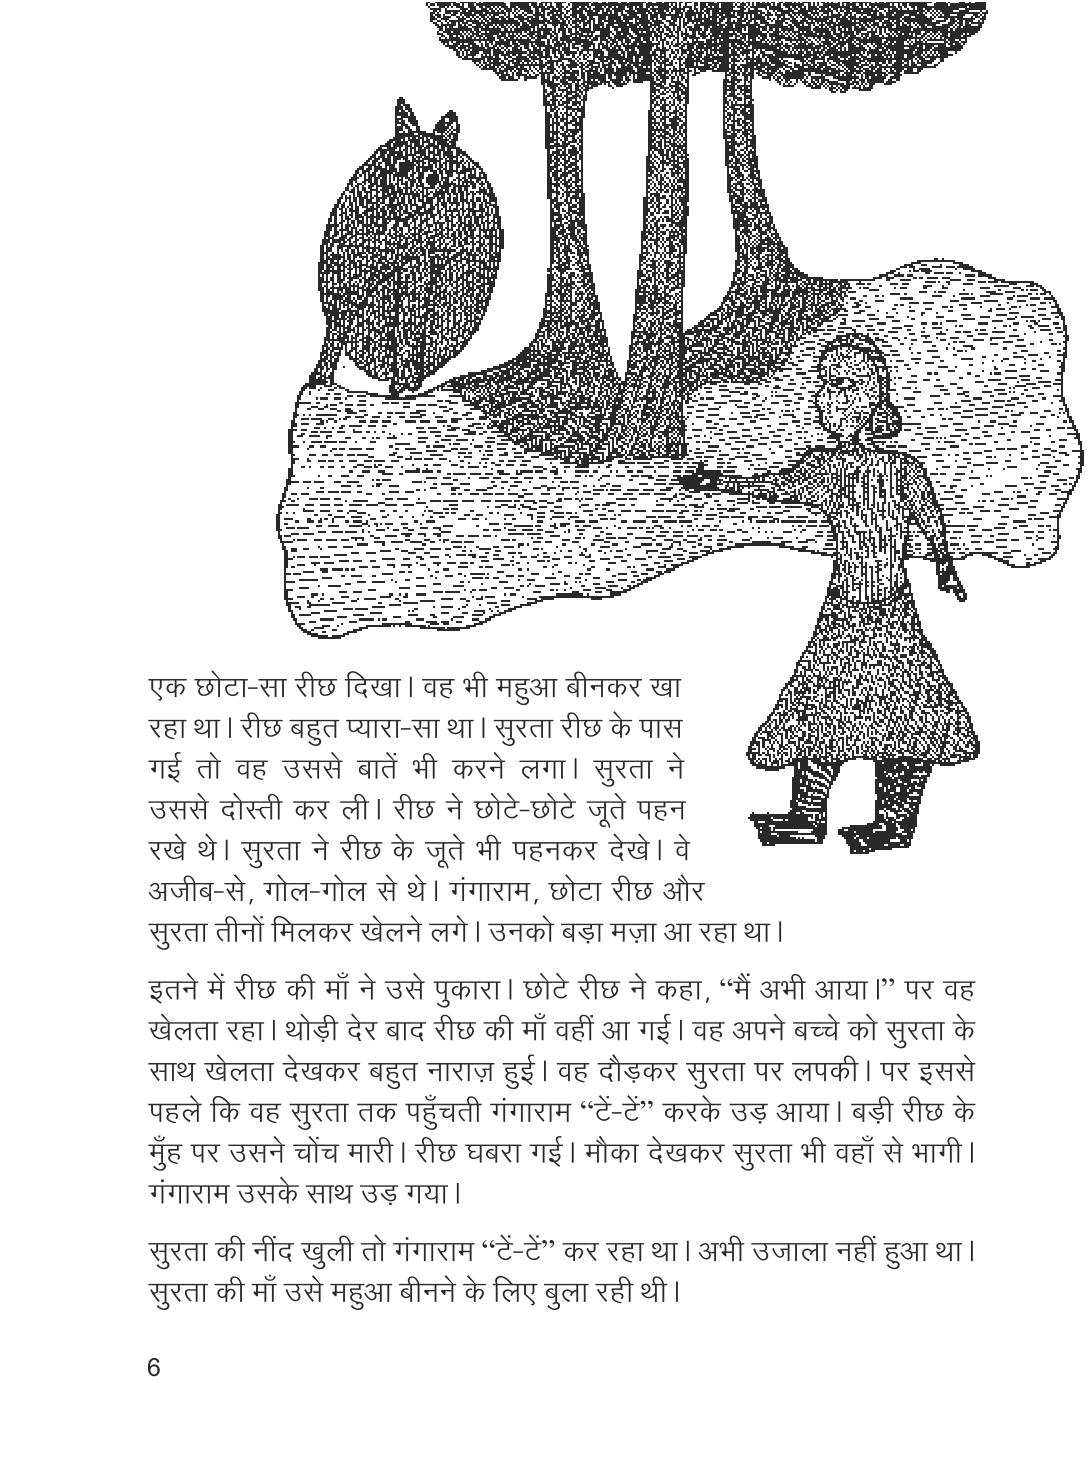 एक छोटा-सा रीछ दिखा। वह भी महुआ बीनकर खा
रहा था। रीछ बहुत प्यारा-सा था। सुरता रीछ के पास
गई तो वह उससे बातें भी करने लगा। सुरता ने
उससे दोस्ती कर ली। रीछ ने छोटे-छोटे जूते पहन
रखे थे। सुरता ने रीछ के जूते भी पहनकर देखे। वे
अजीब-से, गोल-गोल से थे। गंगाराम, छोटा रीछ और
सुरता तीनों मिलकर खेलने लगे। उनको बड़ा मज़ा आ रहा था।
इतने में रीछ की माँ ने उसे पुकारा। छोटे रीछ ने कहा, “मैं अभी आया।” पर वह
खेलता रहा। थोड़ी देर बाद रीछ की माँ वहीं आ गई। वह अपने बच्चे को सुरता के
साथ खेलता देखकर बहुत नाराज़ हुई। वह दौड़कर सुरता पर लपकी। पर इससे
पहले कि वह सुरता तक पहुँचती गंगाराम “टें-टें” करके उड़ आया। बड़ी रीछ के
मुँह पर उसने चोंच मारी। रीछ घबरा गई। मौका देखकर सुरता भी वहाँ से भागी।
गंगाराम उसके साथ उड़ गया।
सुरता की नींद खुली तो गंगाराम “टें-टें” कर रहा था। अभी उजाला नहीं हुआ था।
सुरता की माँ उसे महुआ बीनने के लिए बुला रही थी।
6